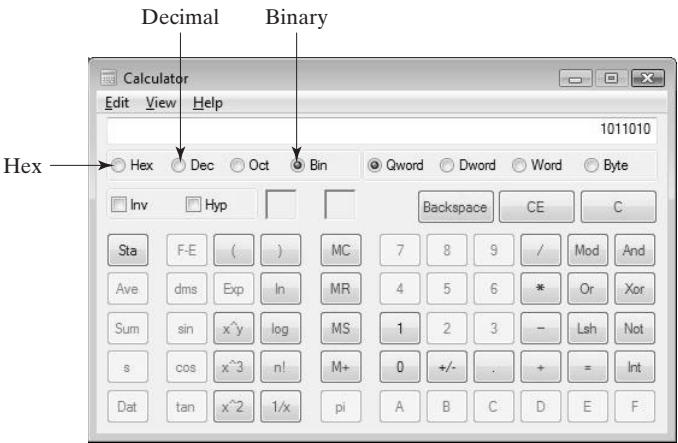 Decimal Binary
Calculator
Edit View Help
1011010
Hex Hex Dec Oct Bin Qword Dword Word Byte
Inv Hyp Backspace CE C
Sta F-E ( ) MC 7 8 9 / Mod And
Ave dms Exp ln MR 4 5 6 * Or Xor
Sum sin x^y log MS 1 2 3 - Lsh Not
s cos x^3 n! M+ 0 +/- . + = Int
Dat tan x^2 1/x pi A B C D E F